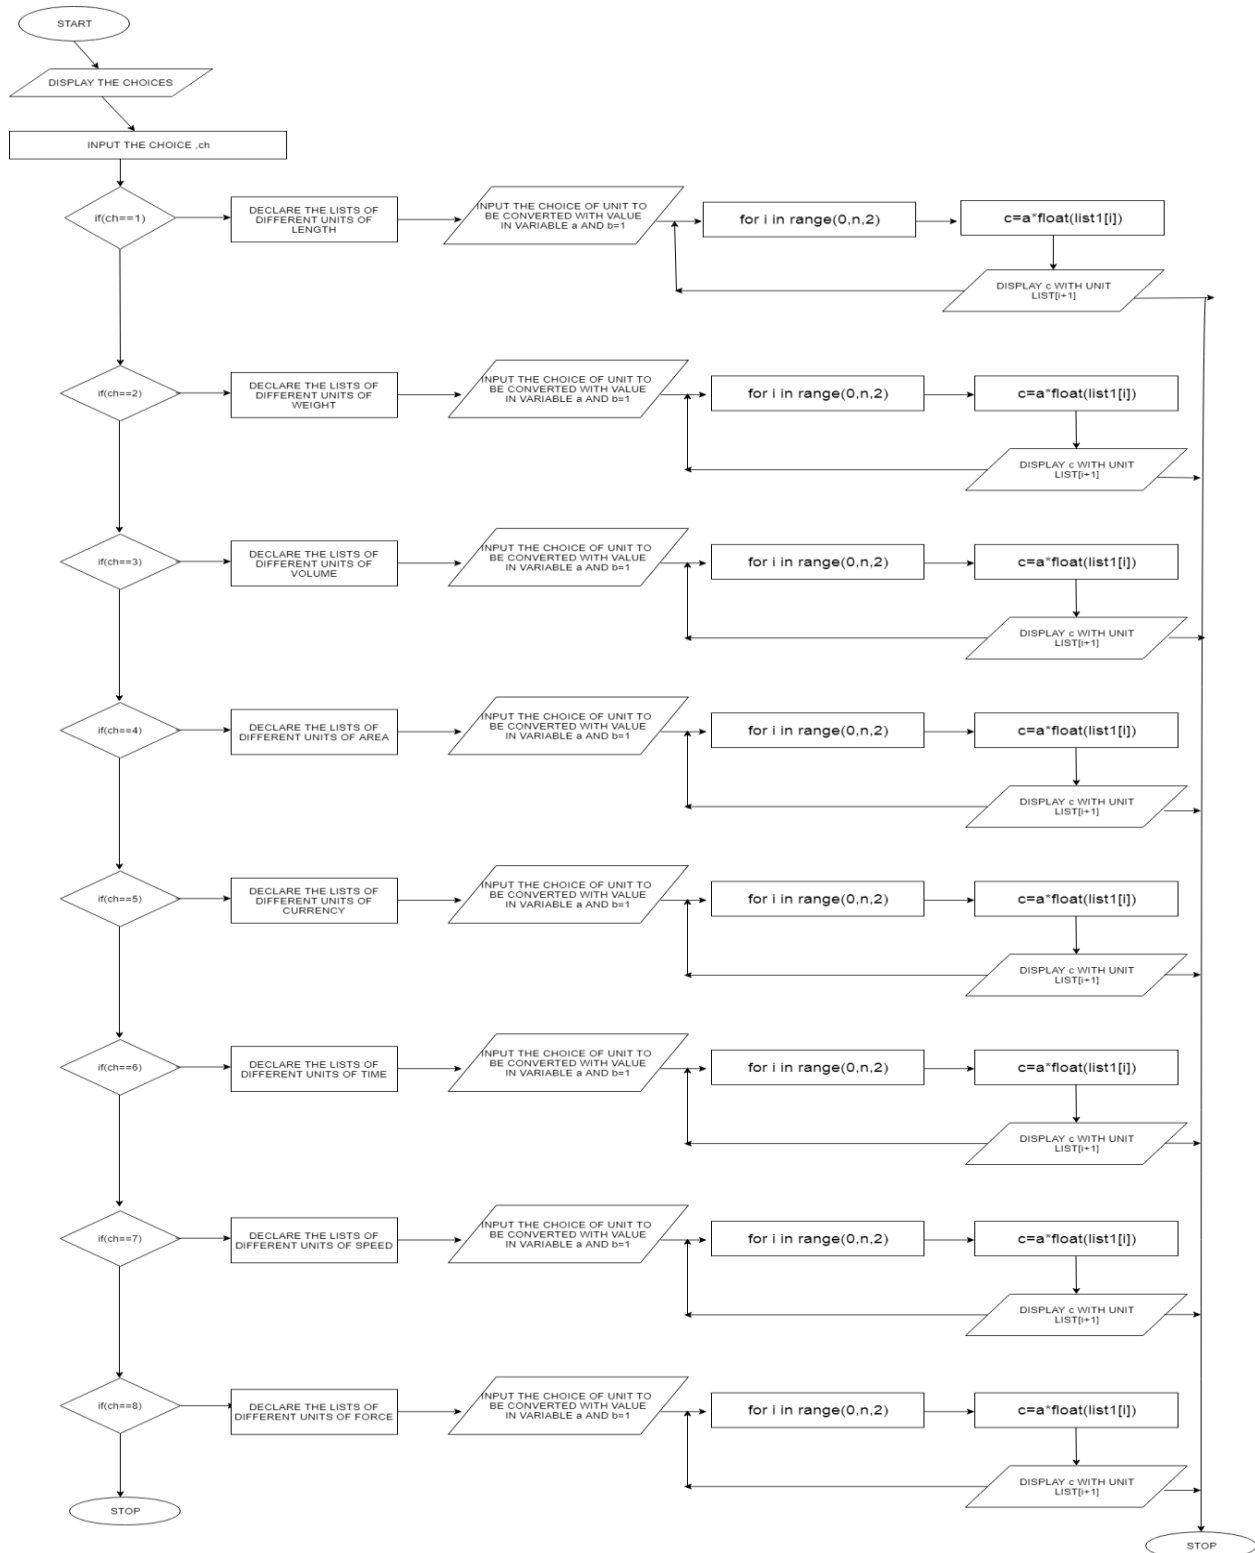 START
DISPLAY THE CHOICES
INPUT THE CHOICE ,ch
if(ch==1)
DECLARE THE LISTS OF
DIFFERENT UNITS OF
LENGTH
INPUT THE CHOICE OF UNIT TO
BE CONVERTED WITH VALUE
IN VARIABLE a AND b=1
for i in range(0,n,2)
c=a*float(list1[i])
DISPLAY c WITH UNIT
LIST[i+1]
if(ch==2)
DECLARE THE LISTS OF
DIFFERENT UNITS OF
WEIGHT
INPUT THE CHOICE OF UNIT TO
BE CONVERTED WITH VALUE
IN VARIABLE a AND b=1
for i in range(0,n,2)
c=a*float(list1[i])
DISPLAY c WITH UNIT
LIST[i+1]
if(ch==3)
DECLARE THE LISTS OF
DIFFERENT UNITS OF
VOLUME
INPUT THE CHOICE OF UNIT TO
BE CONVERTED WITH VALUE
IN VARIABLE a AND b=1
for i in range(0,n,2)
c=a*float(list1[i])
DISPLAY c WITH UNIT
LIST[i+1]
if(ch==4)
DECLARE THE LISTS OF
DIFFERENT UNITS OF AREA
INPUT THE CHOICE OF UNIT TO
BE CONVERTED WITH VALUE
IN VARIABLE a AND b=1
for i in range(0,n,2)
c=a*float(list1[i])
DISPLAY c WITH UNIT
LIST[i+1]
if(ch==5)
DECLARE THE LISTS OF
DIFFERENT UNITS OF
CURRENCY
INPUT THE CHOICE OF UNIT TO
BE CONVERTED WITH VALUE
IN VARIABLE a AND b=1
for i in range(0,n,2)
c=a*float(list1[i])
DISPLAY c WITH UNIT
LIST[i+1]
if(ch==6)
DECLARE THE LISTS OF
DIFFERENT UNITS OF TIME
INPUT THE CHOICE OF UNIT TO
BE CONVERTED WITH VALUE
IN VARIABLE a AND b=1
for i in range(0,n,2)
c=a*float(list1[i])
DISPLAY c WITH UNIT
LIST[i+1]
if(ch==7)
DECLARE THE LISTS OF
DIFFERENT UNITS OF SPEED
INPUT THE CHOICE OF UNIT TO
BE CONVERTED WITH VALUE
IN VARIABLE a AND b=1
for i in range(0,n,2)
c=a*float(list1[i])
DISPLAY c WITH UNIT
LIST[i+1]
if(ch==8)
DECLARE THE LISTS OF
DIFFERENT UNITS OF FORCE
INPUT THE CHOICE OF UNIT TO
BE CONVERTED WITH VALUE
IN VARIABLE a AND b=1
for i in range(0,n,2)
c=a*float(list1[i])
DISPLAY c WITH UNIT
LIST[i+1]
STOP
STOP